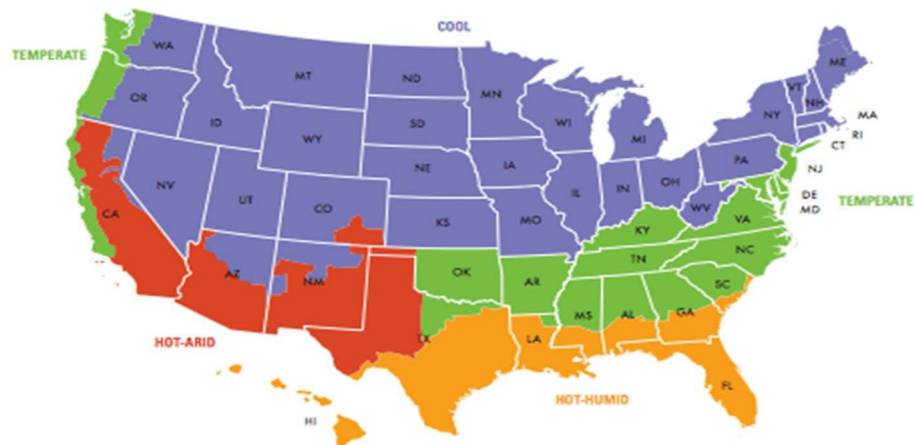 COOL
TEMPERATE
WA
MT
ND
MN
ME
VT
NH
OR
ID
WY
SD
WI
MI
NY
MA
RI
CT
NV
UT
CO
NE
IA
IL
IN
OH
PA
NJ
CA
KS
MO
WV
DE
MD
TEMPERATE
VA
KY
AZ
NM
OK
AR
TN
NC
SC
MS
AL
GA
HOT-ARID
TX
LA
FL
HOT-HUMID
HI